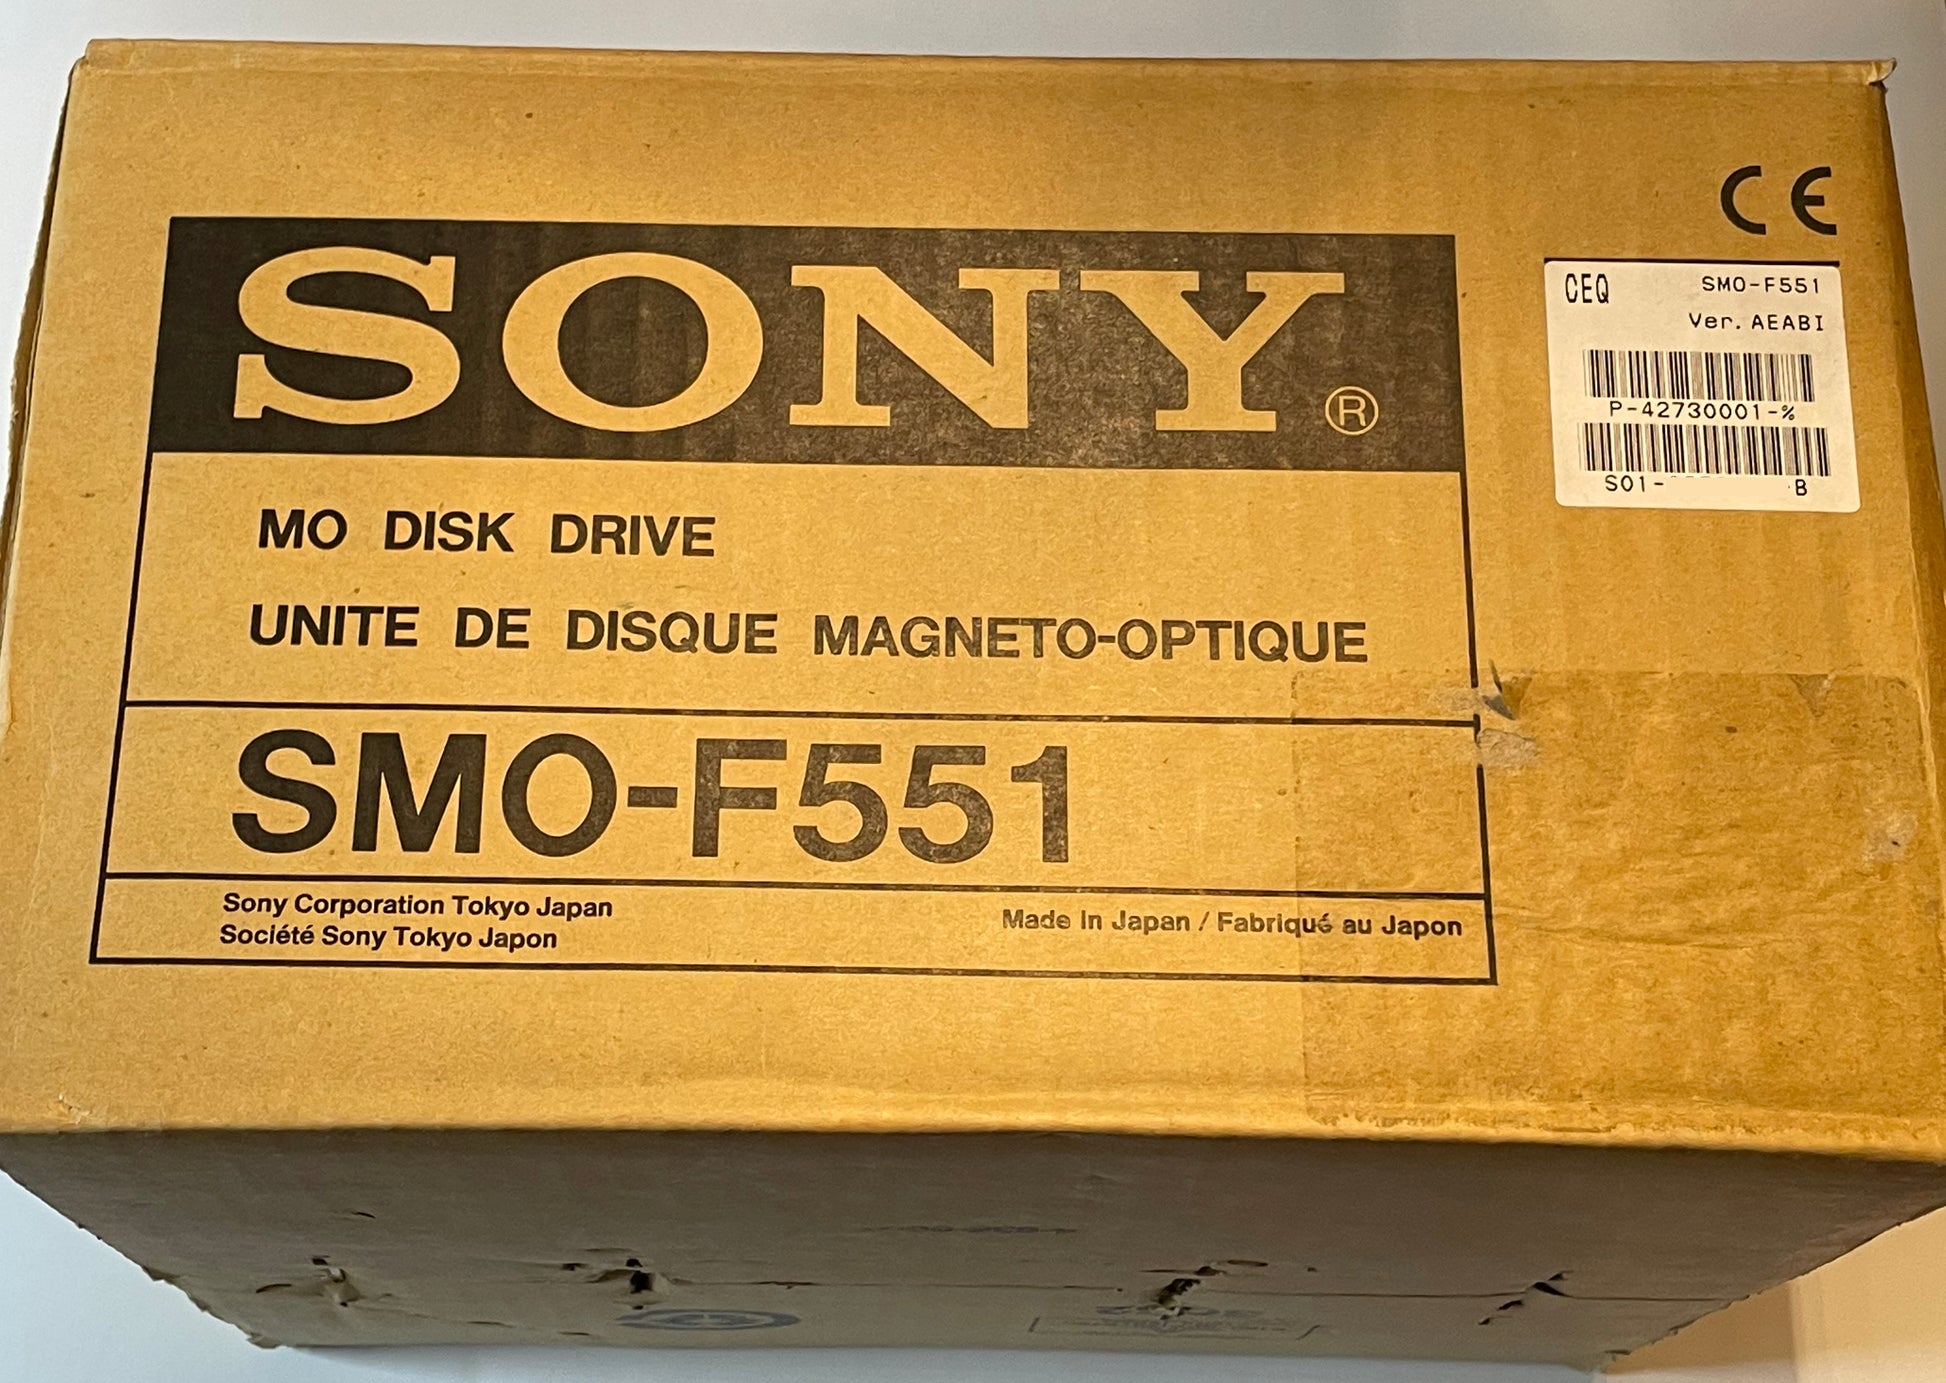 CE
SONY®
CEQ SMO-F551
Ver. AEABI
P-42730001-%
S01- B
MO DISK DRIVE
UNITE DE DISQUE MAGNETO-OPTIQUE
SMO-F551
Sony Corporation Tokyo Japan
Société Sony Tokyo Japon
Made In Japan / Fabriqué au Japon